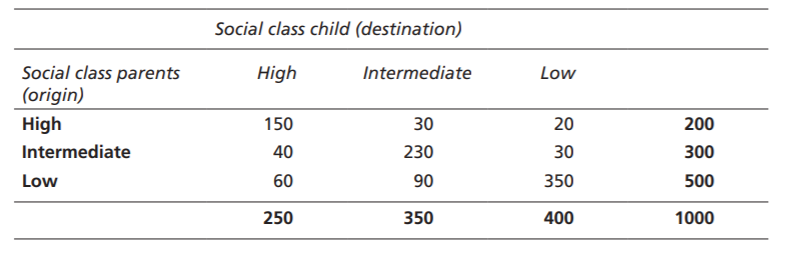 Social class child (destination)
Social class parents High Intermediate Low
(origin)
High 150 30 20 200
Intermediate 40 230 30 300
Low 60 90 350 500
250 350 400 1000